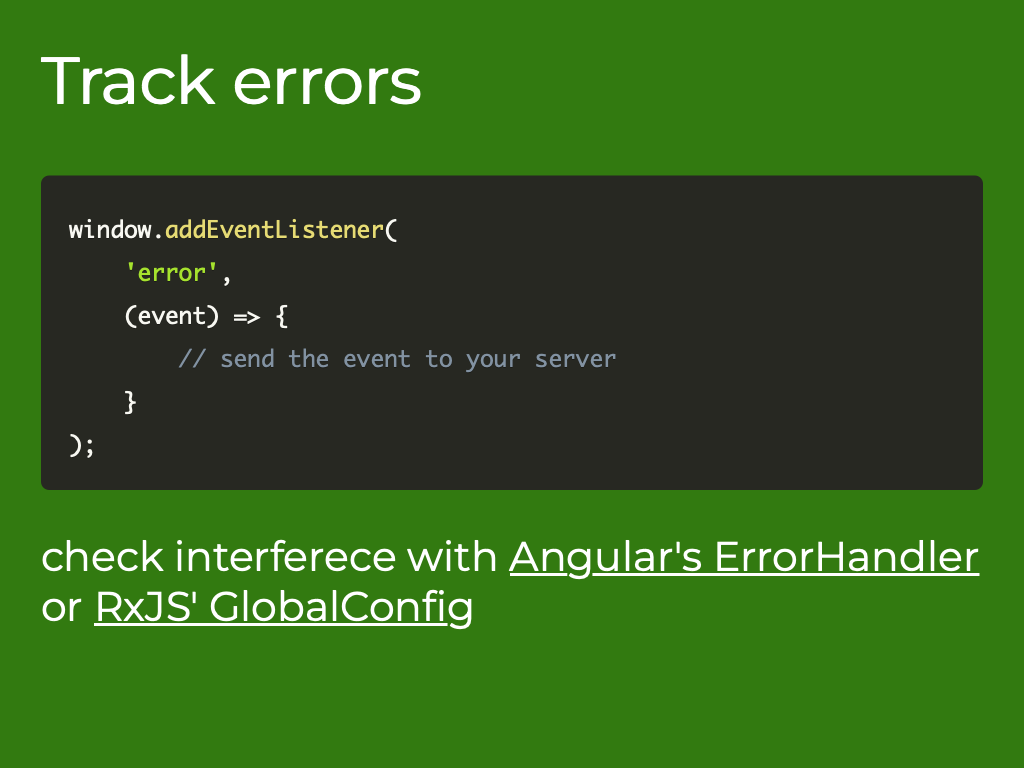 Track errors
window.addEventListener(
    'error',
    (event) => {
        // send the event to your server
    }
);
check interferece with Angular's ErrorHandler
or RxJS' GlobalConfig